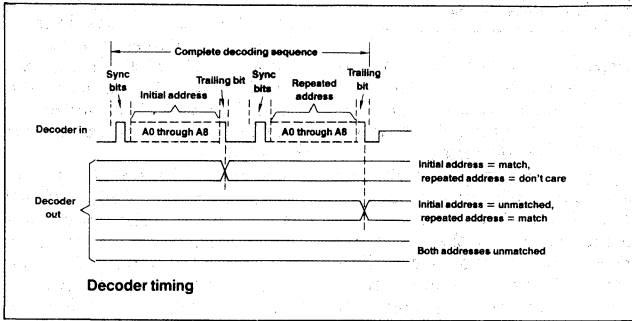 Complete decoding sequence
Sync bits
Initial address
Trailing bit
Sync bits
Repeated address
Trailing bit
Decoder in
A0 through A8
A0 through A8
Decoder out
Initial address = match,
repeated address = don't care
Initial address = unmatched,
repeated address = match
Both addresses unmatched
Decoder timing